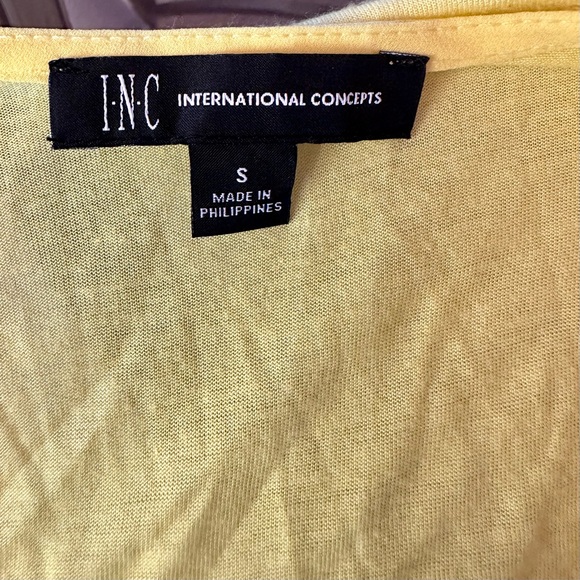 I·N·C INTERNATIONAL CONCEPTS
S
MADE IN
PHILIPPINES